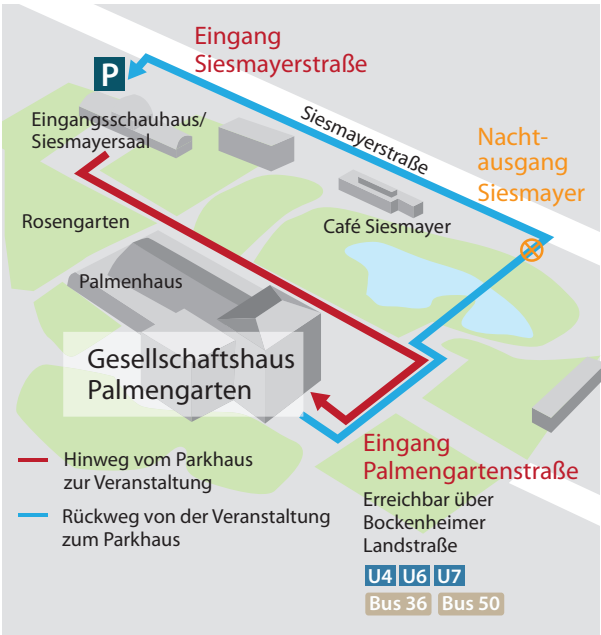 Eingang
Siesmayerstraße
P
Eingangsschauhaus/
Siesmayersaal
Siesmayerstraße
Nacht-
ausgang
Siesmayer
Rosengarten
Café Siesmayer
Palmenhaus
Gesellschaftshaus
Palmengarten
Hinweg vom Parkhaus
zur Veranstaltung
Rückweg von der Veranstaltung
zum Parkhaus
Eingang
Palmengartenstraße
Erreichbar über
Bockenheimer
Landstraße
U4 U6 U7
Bus 36 Bus 50